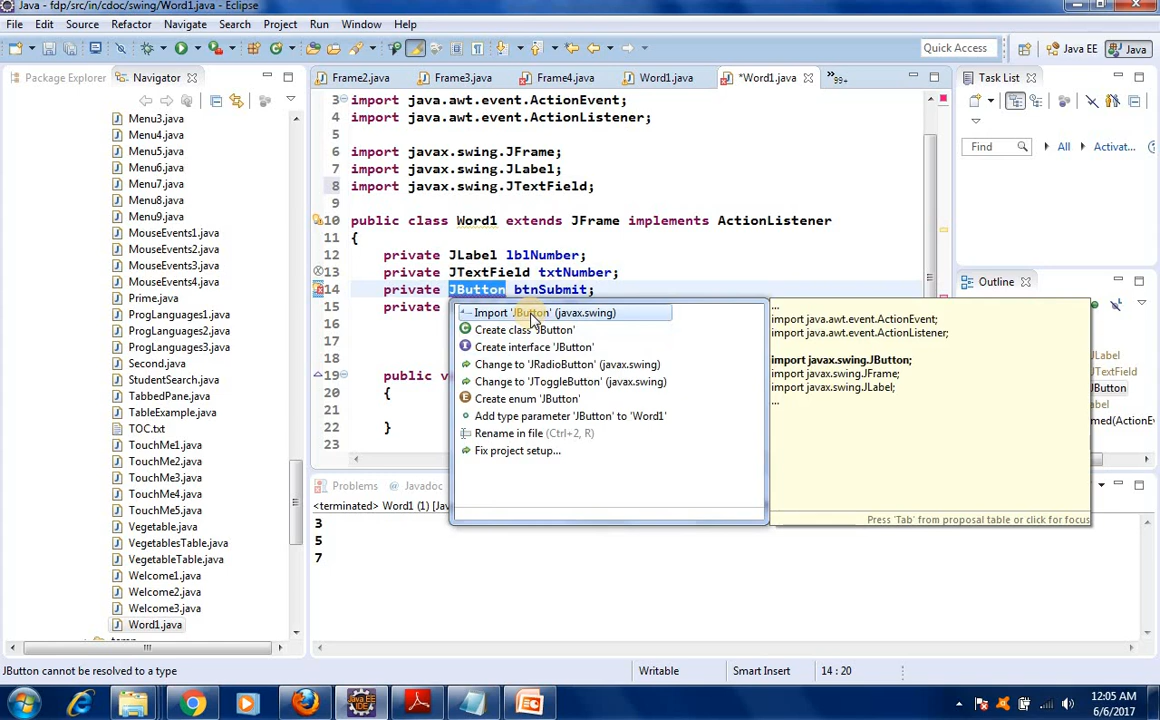 Java - fdp/src/in/cdoc/swing/Word1.java - Eclipse
File Edit Source Refactor Navigate Search Project Run Window Help
Quick Access
Java EE
Java
Package Explorer
Navigator
Frame2.java
Frame3.java
Frame4.java
Word1.java
*Word1.java
99+
Task List
Find
All
Activat...
Menu3.java
Menu4.java
Menu5.java
Menu6.java
Menu7.java
Menu8.java
Menu9.java
MouseEvents1.java
MouseEvents2.java
MouseEvents3.java
MouseEvents4.java
Prime.java
ProgLanguages1.java
ProgLanguages2.java
ProgLanguages3.java
Second.java
StudentSearch.java
TabbedPane.java
TableExample.java
TOC.txt
TouchMe1.java
TouchMe2.java
TouchMe3.java
TouchMe4.java
TouchMe5.java
Vegetable.java
VegetablesTable.java
VegetableTable.java
Welcome1.java
Welcome2.java
Welcome3.java
Word1.java
3 import java.awt.event.ActionEvent;
4 import java.awt.event.ActionListener;
5
6 import javax.swing.JFrame;
7 import javax.swing.JLabel;
8 import javax.swing.JTextField;
9
10 public class Word1 extends JFrame implements ActionListener
11 {
12 private JLabel lblNumber;
13 private JTextField txtNumber;
14 private JButton btnSubmit;
15 private
16
17
18
19 public v
20 {
21
22 }
23
Import 'JButton' (javax.swing)
Create class 'JButton'
Create interface 'JButton'
Change to 'JRadioButton' (javax.swing)
Change to 'JToggleButton' (javax.swing)
Create enum 'JButton'
Add type parameter 'JButton' to 'Word1'
Rename in file (Ctrl+2, R)
Fix project setup...
...
import java.awt.event.ActionEvent;
import java.awt.event.ActionListener;
import javax.swing.JButton;
import javax.swing.JFrame;
import javax.swing.JLabel;
...
Press 'Tab' from proposal table or click for focus
Outline
Problems
Javadoc
<terminated> Word1 (1) [Jav
3
5
7
JButton cannot be resolved to a type
Writable
Smart Insert
14 : 20
12:05 AM
6/6/2017